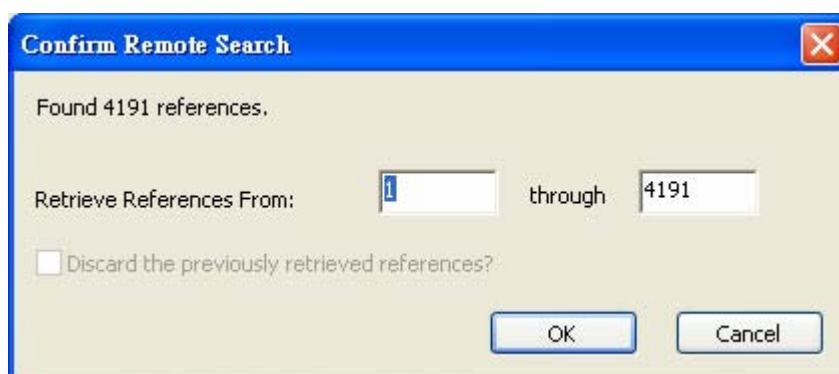 Confirm Remote Search
Found 4191 references.
Retrieve References From: 1 through 4191
Discard the previously retrieved references?
OK Cancel